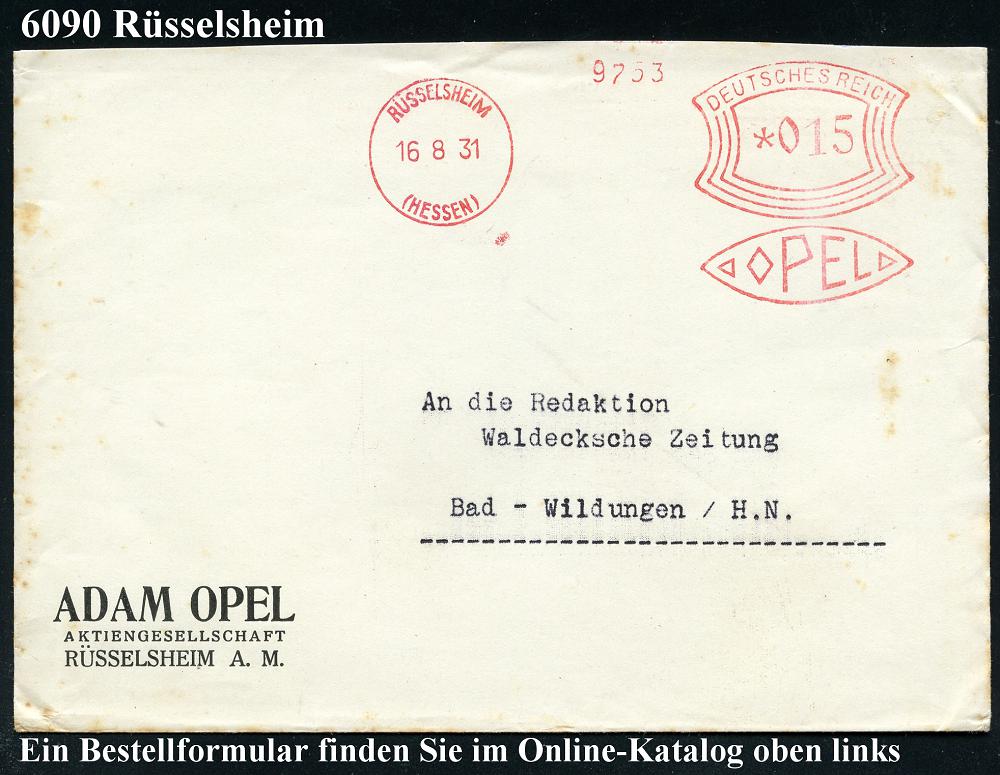 6090 Rüsselsheim
9753
RÜSSELSHEIM
16 8 31
(HESSEN)
DEUTSCHES REICH
*015
OPEL
An die Redaktion
Waldecksche Zeitung
Bad - Wildungen / H.N.
ADAM OPEL
AKTIENGESELLSCHAFT
RÜSSELSHEIM A. M.
Ein Bestellformular finden Sie im Online-Katalog oben links